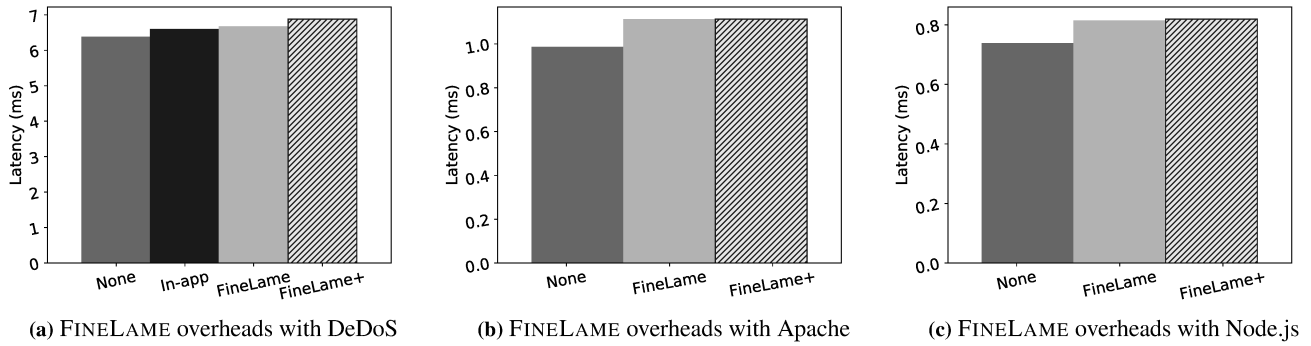 7
6
5
4
3
2
1
0
Latency (ms)
None
In-app
FineLame
FineLame+
(a) FINELAME overheads with DeDoS
1.0
0.8
0.6
0.4
0.2
0.0
Latency (ms)
None
FineLame
FineLame+
(b) FINELAME overheads with Apache
0.8
0.6
0.4
0.2
0.0
Latency (ms)
None
FineLame
FineLame+
(c) FINELAME overheads with Node.js